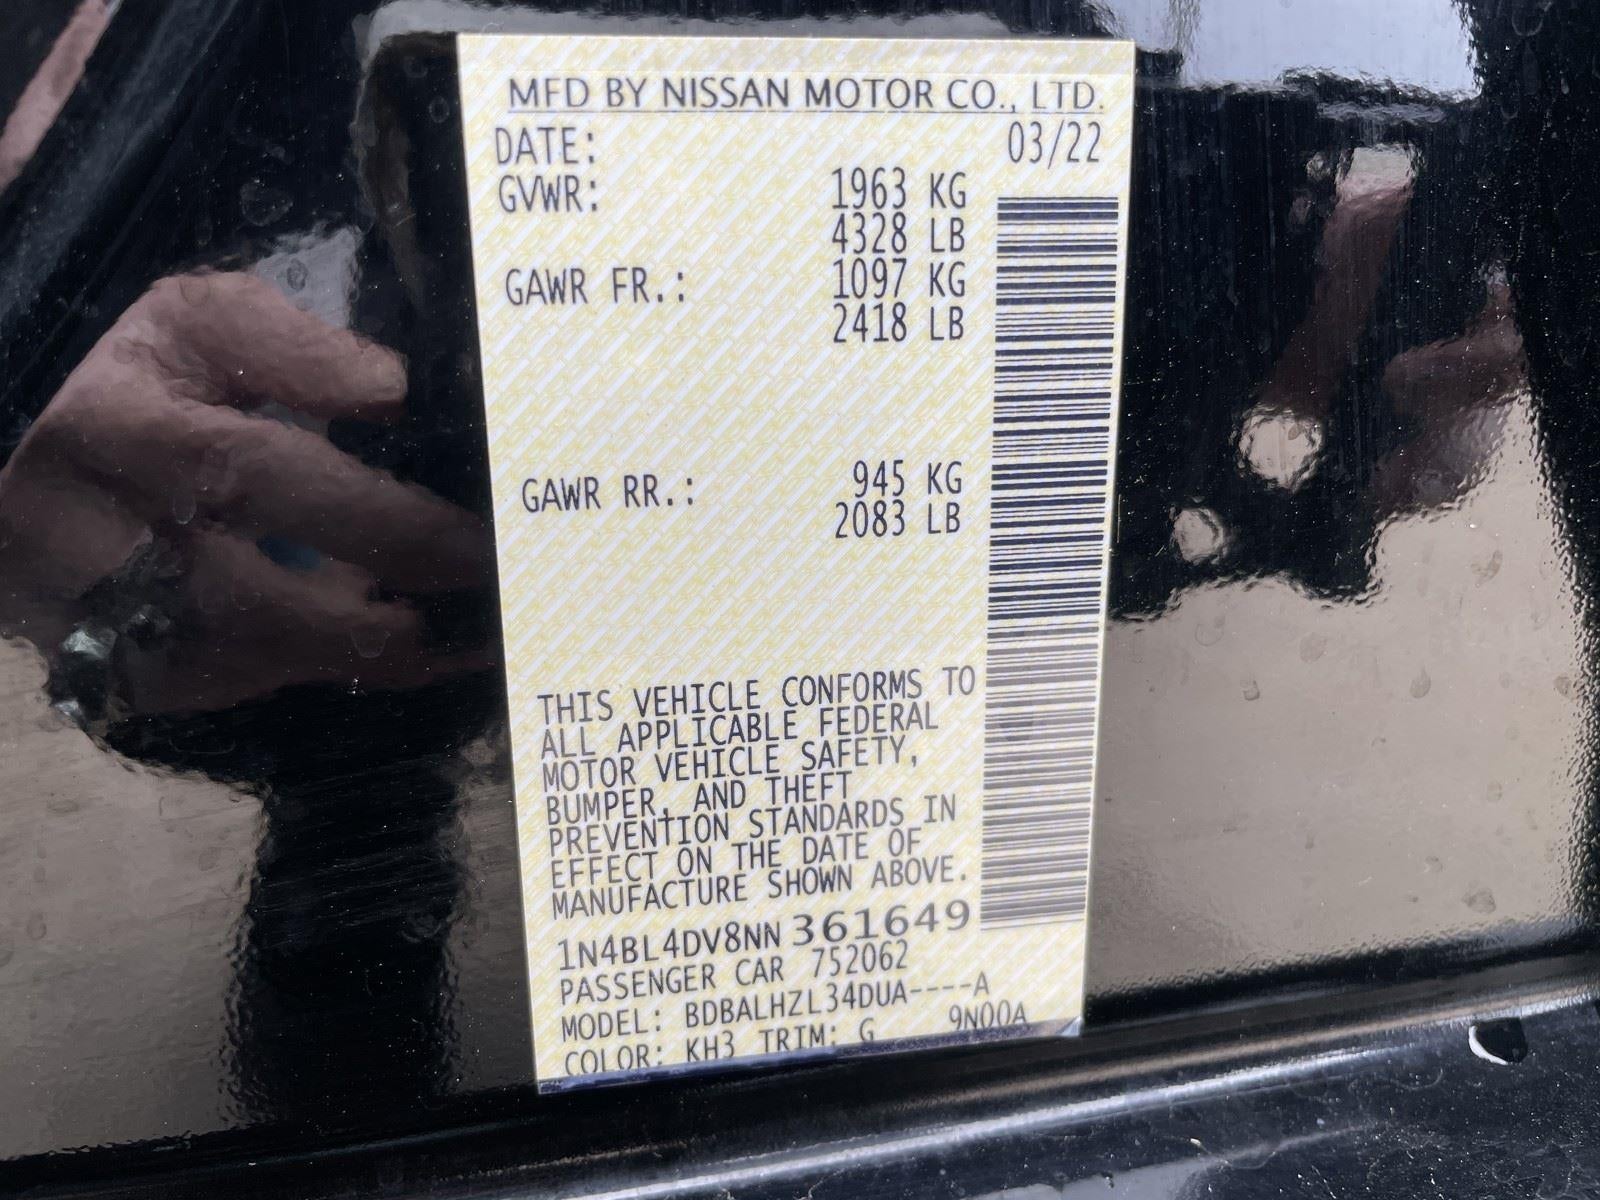 MFD BY NISSAN MOTOR CO., LTD.
DATE: 03/22
GVWR: 1963 KG
4328 LB
GAWR FR.: 1097 KG
2418 LB
GAWR RR.: 945 KG
2083 LB
THIS VEHICLE CONFORMS TO
ALL APPLICABLE FEDERAL
MOTOR VEHICLE SAFETY,
BUMPER, AND THEFT
PREVENTION STANDARDS IN
EFFECT ON THE DATE OF
MANUFACTURE SHOWN ABOVE.
1N4BL4DV8NN 361649
PASSENGER CAR 752062
MODEL: BDBALHZL34DUA----A
COLOR: KH3 TRIM: G 9N00A